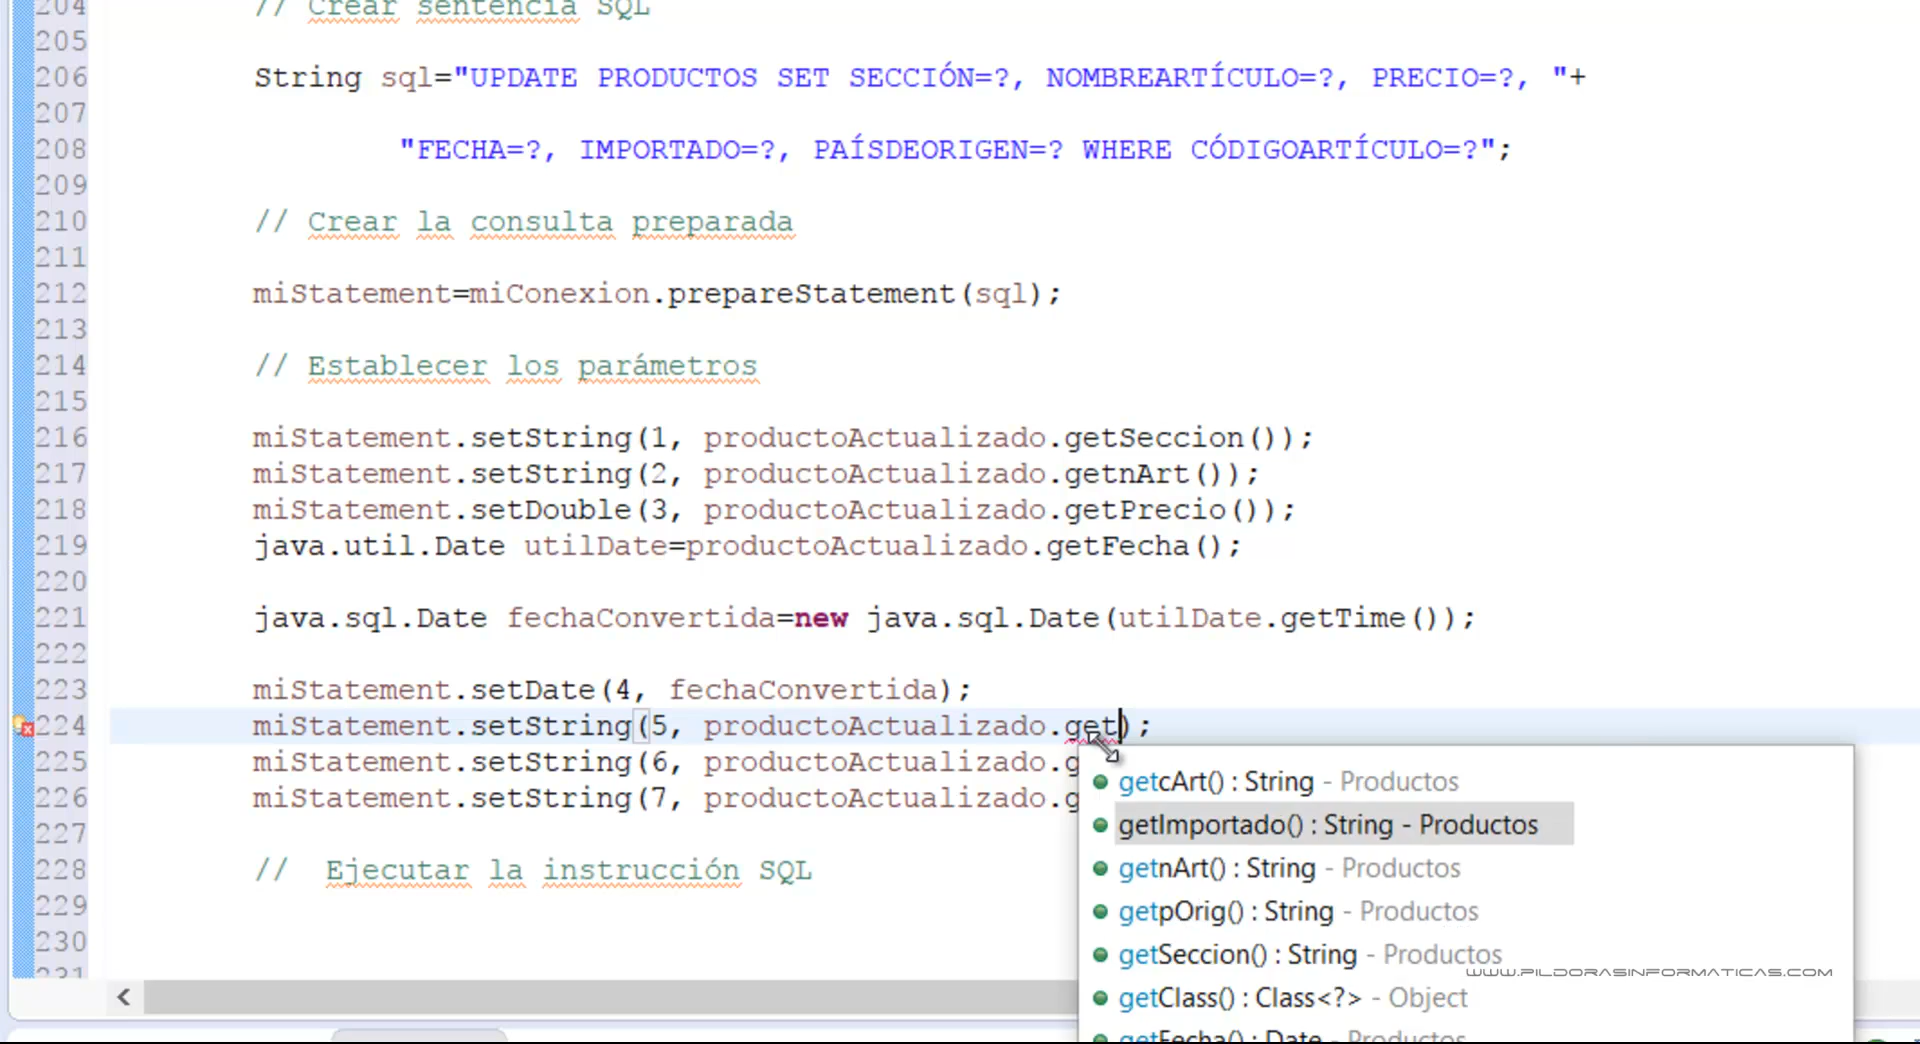 204 // Crear sentencia SQL
205
206 String sql="UPDATE PRODUCTOS SET SECCIÓN=?, NOMBREARTÍCULO=?, PRECIO=?, "+
207
208 "FECHA=?, IMPORTADO=?, PAÍSDEORIGEN=? WHERE CÓDIGOARTÍCULO=?";
209
210 // Crear la consulta preparada
211
212 miStatement=miConexion.prepareStatement(sql);
213
214 // Establecer los parámetros
215
216 miStatement.setString(1, productoActualizado.getSeccion());
217 miStatement.setString(2, productoActualizado.getnArt());
218 miStatement.setDouble(3, productoActualizado.getPrecio());
219 java.util.Date utilDate=productoActualizado.getFecha();
220
221 java.sql.Date fechaConvertida=new java.sql.Date(utilDate.getTime());
222
223 miStatement.setDate(4, fechaConvertida);
224 miStatement.setString(5, productoActualizado.get);
225 miStatement.setString(6, productoActualizado.g
226 miStatement.setString(7, productoActualizado.g
227
228 // Ejecutar la instrucción SQL
229
230
231
getcArt() : String - Productos
getImportado() : String - Productos
getnArt() : String - Productos
getpOrig() : String - Productos
getSeccion() : String - Productos
WWW.PILDORASINFORMATICAS.COM
getClass() : Class<?> - Object
getFecha() : Date - Productos